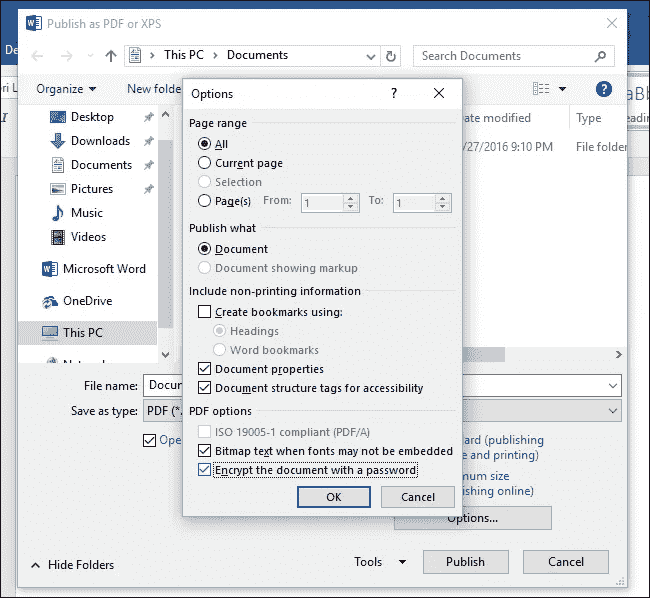 Publish as PDF or XPS
This PC > Documents
Search Documents
Organize
New folde
Options
Page range
All
Current page
Selection
Page(s) From: 1 To: 1
Publish what
Document
Document showing markup
Include non-printing information
Create bookmarks using:
Headings
Word bookmarks
Document properties
Document structure tags for accessibility
PDF options
ISO 19005-1 compliant (PDF/A)
Bitmap text when fonts may not be embedded
Encrypt the document with a password
OK Cancel
Desktop
Downloads
Documents
Pictures
Music
Videos
Microsoft Word
OneDrive
This PC
ate modified Type
/27/2016 9:10 PM File folder
File name: Docum
Save as type: PDF (*.
Ope
ard (publishing
e and printing)
mum size
ishing online)
Options...
Hide Folders
Tools Publish Cancel